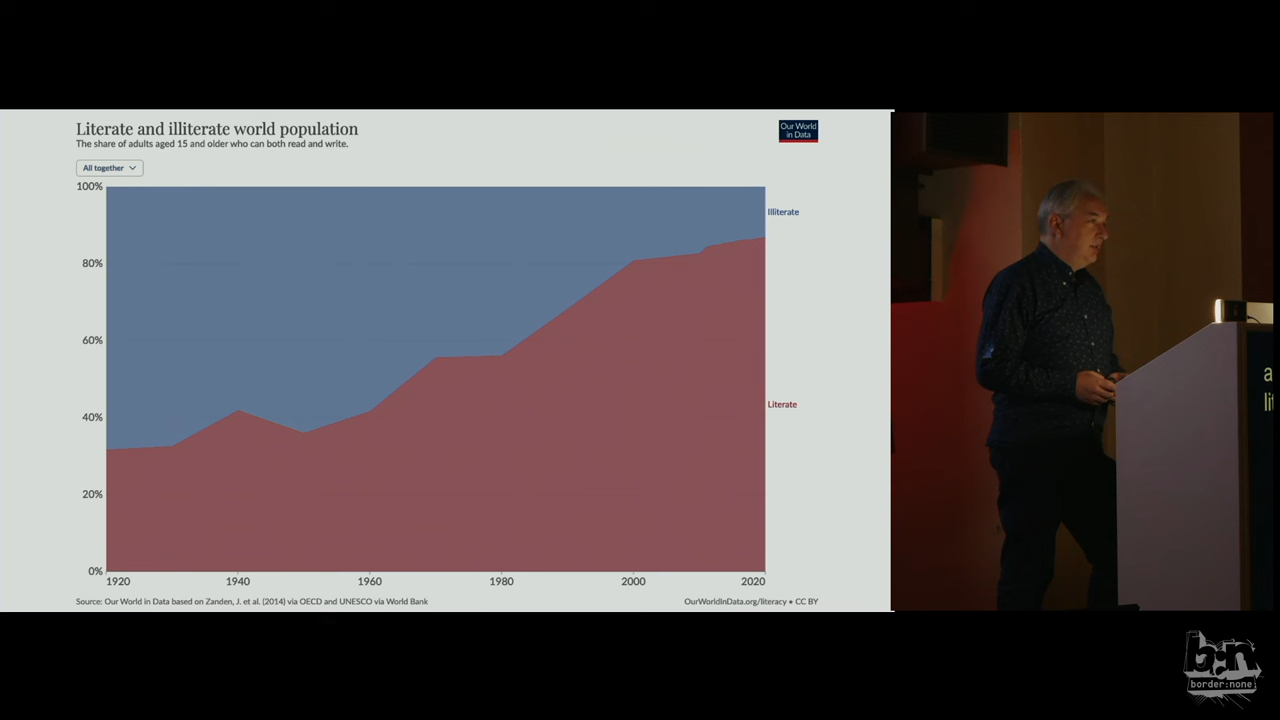 Literate and illiterate world population
The share of adults aged 15 and older who can both read and write.
Our World
in Data
All together
100%
80%
60%
40%
20%
0%
Illiterate
Literate
1920 1940 1960 1980 2000 2020
Source: Our World in Data based on Zanden, J. et al. (2014) via OECD and UNESCO via World Bank
OurWorldInData.org/literacy • CC BY
a
li
b:n
border:none